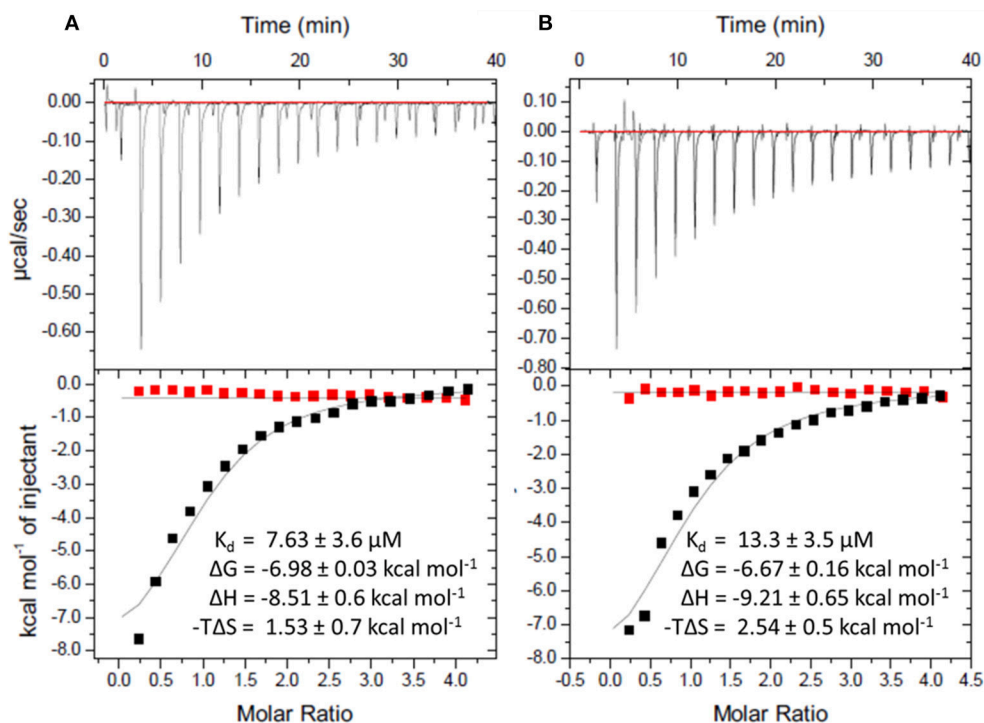 A
Time (min)
0 10 20 30 40
0.00
-0.10
-0.20
-0.30
-0.40
-0.50
-0.60
µcal/sec
0.0
-1.0
-2.0
-3.0
-4.0
-5.0
-6.0
-7.0
-8.0
kcal mol⁻¹ of injectant
K_d = 7.63 ± 3.6 µM
ΔG = -6.98 ± 0.03 kcal mol⁻¹
ΔH = -8.51 ± 0.6 kcal mol⁻¹
-TΔS = 1.53 ± 0.7 kcal mol⁻¹
0.0 0.5 1.0 1.5 2.0 2.5 3.0 3.5 4.0
Molar Ratio
B
Time (min)
0 10 20 30 40
0.10
0.00
-0.10
-0.20
-0.30
-0.40
-0.50
-0.60
-0.70
-0.80
0.0
-1.0
-2.0
-3.0
-4.0
-5.0
-6.0
-7.0
-8.0
K_d = 13.3 ± 3.5 µM
ΔG = -6.67 ± 0.16 kcal mol⁻¹
ΔH = -9.21 ± 0.65 kcal mol⁻¹
-TΔS = 2.54 ± 0.5 kcal mol⁻¹
-0.5 0.0 0.5 1.0 1.5 2.0 2.5 3.0 3.5 4.0 4.5
Molar Ratio